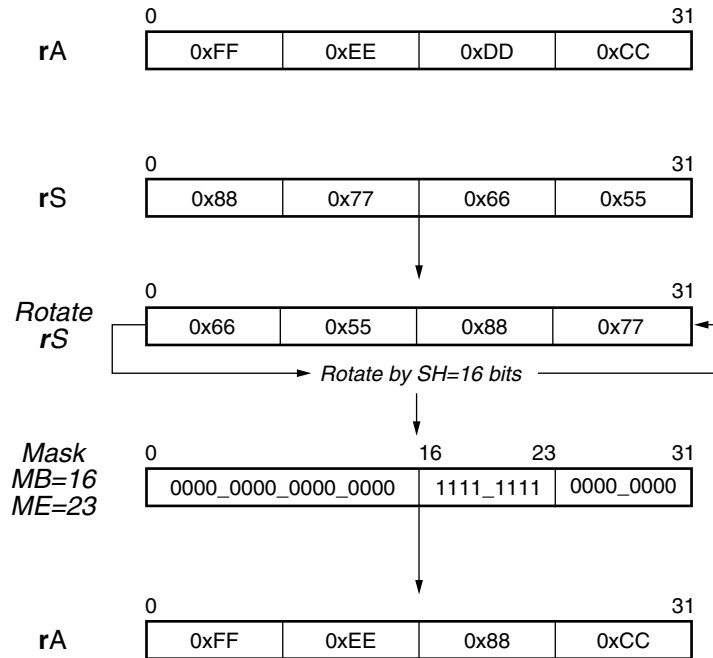 0 31
rA 0xFF 0xEE 0xDD 0xCC
0 31
rS 0x88 0x77 0x66 0x55
0 31
Rotate
rS 0x66 0x55 0x88 0x77
Rotate by SH=16 bits
Mask 0 16 23 31
MB=16 0000_0000_0000_0000 1111_1111 0000_0000
ME=23
0 31
rA 0xFF 0xEE 0x88 0xCC